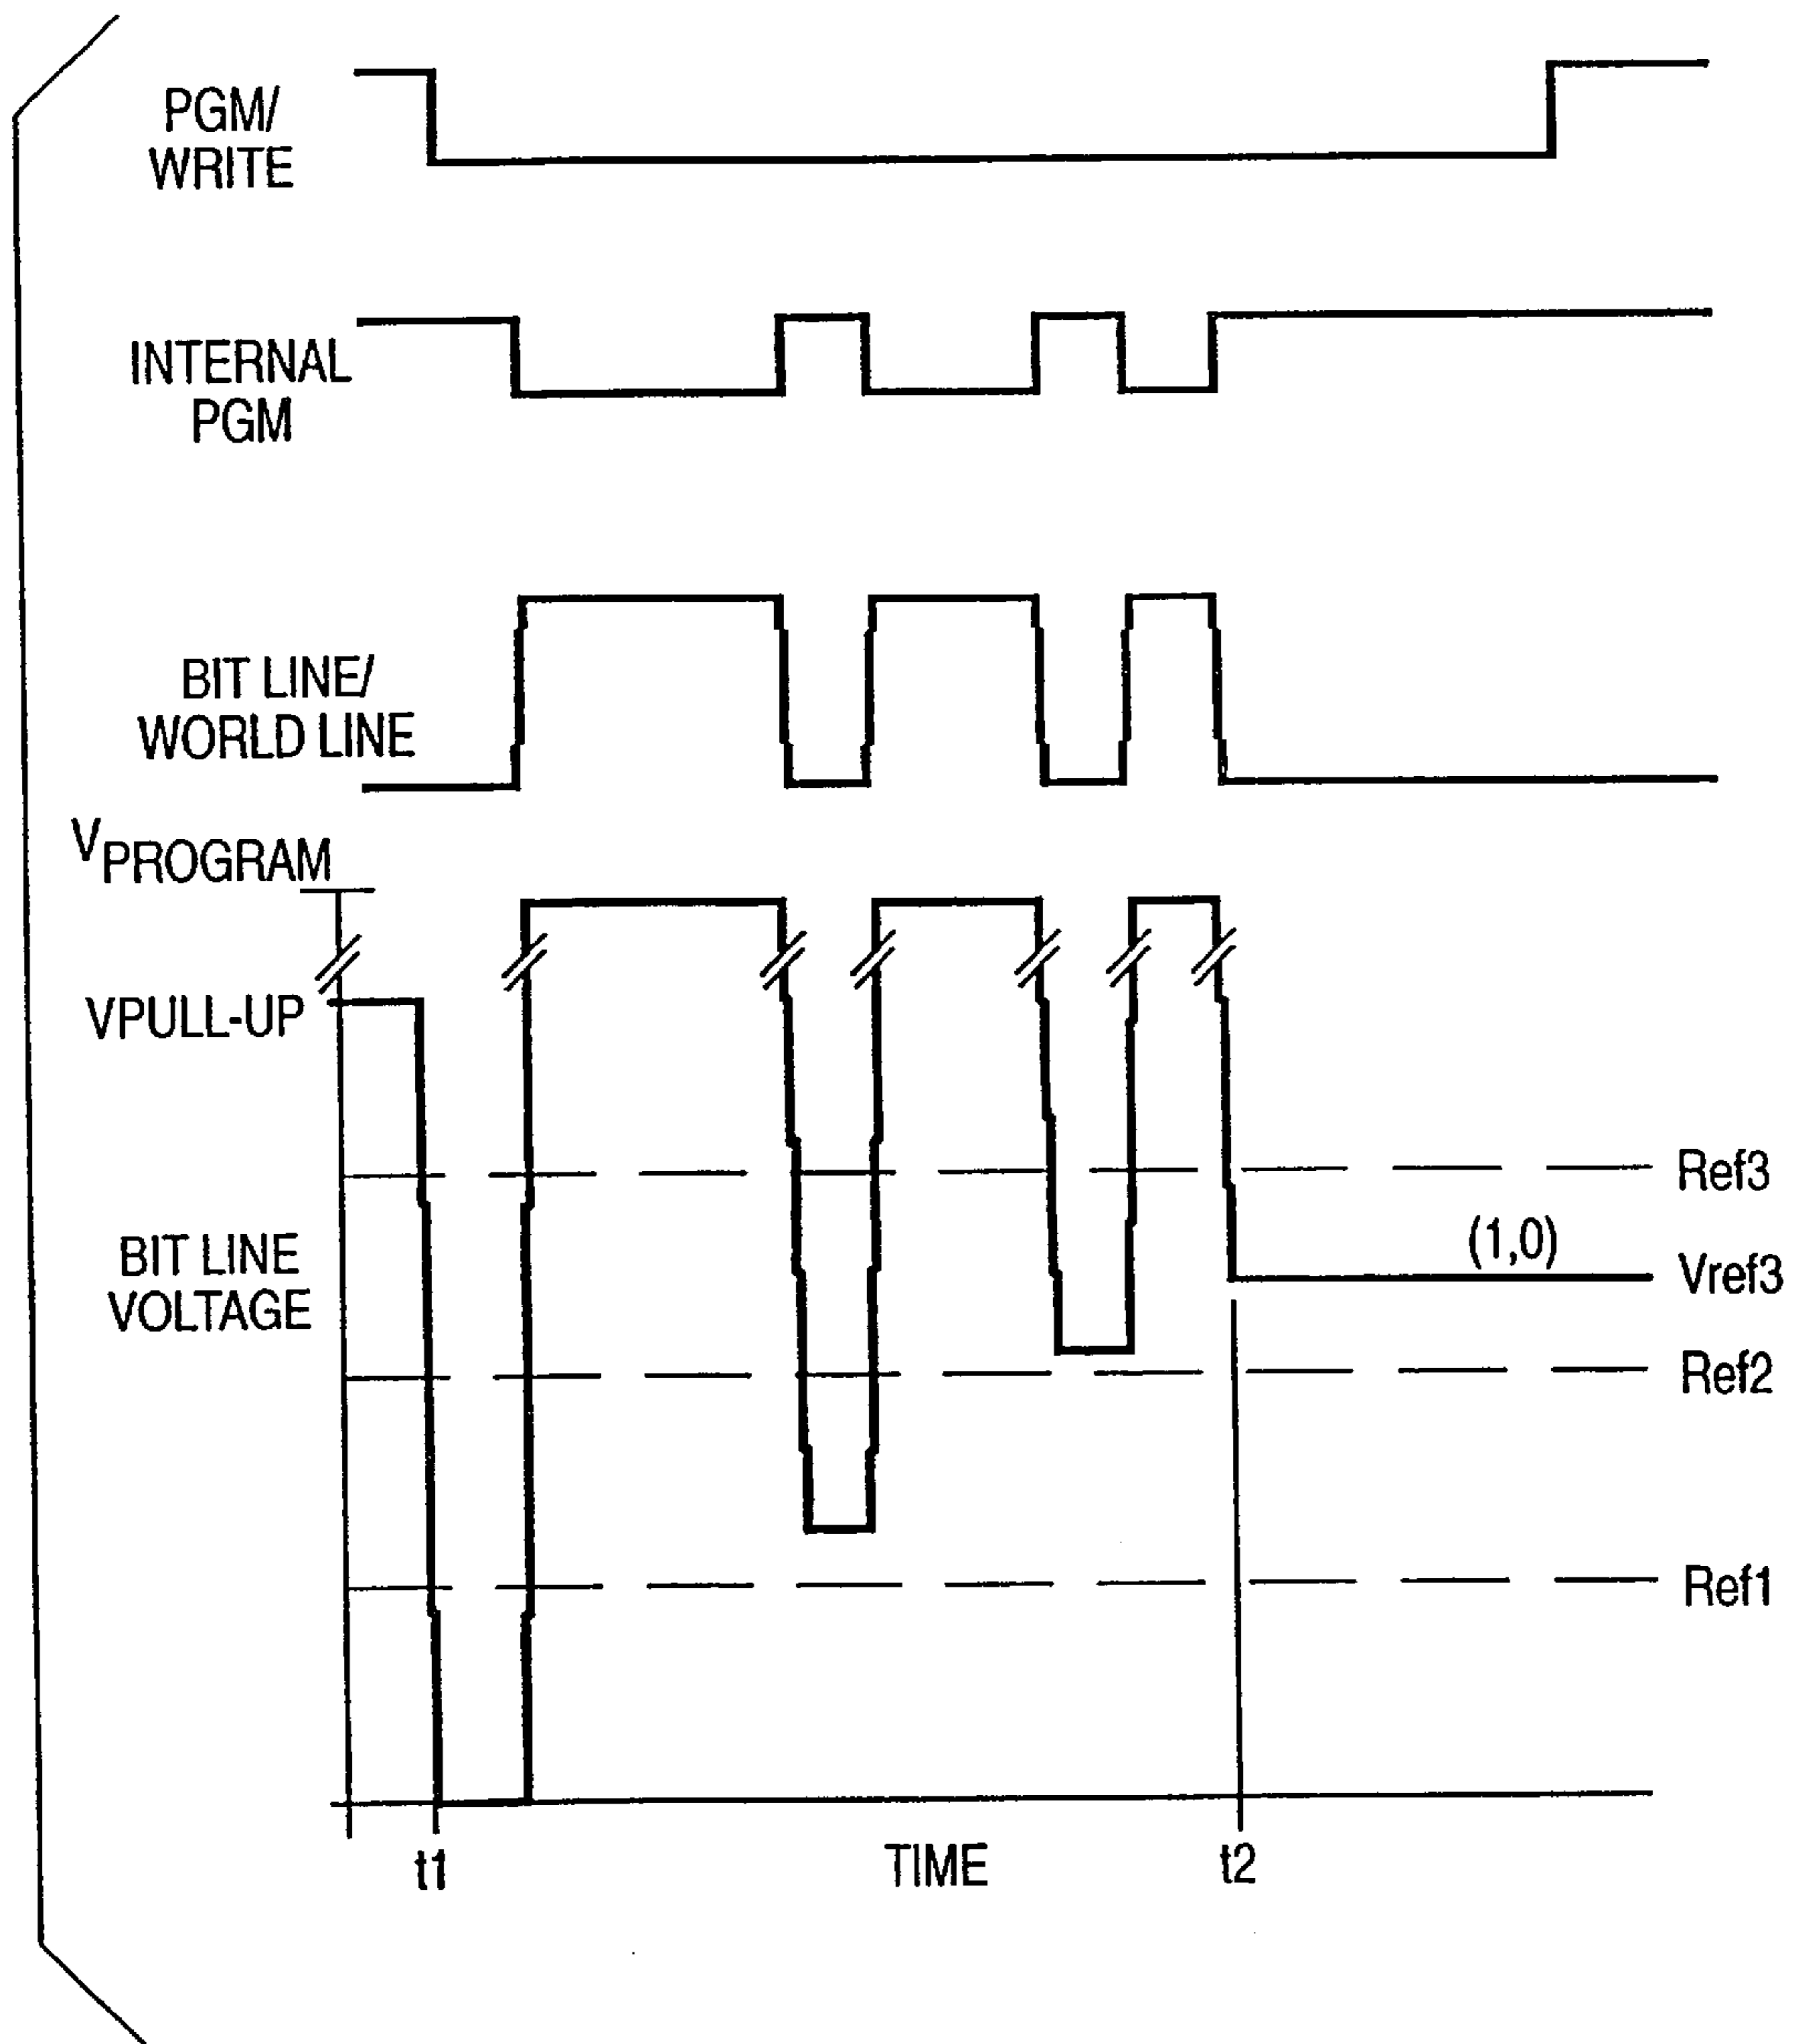 PGM/
WRITE
INTERNAL
PGM
BIT LINE/
WORLD LINE
VPROGRAM
VPULL-UP
Ref3
(1,0)
BIT LINE
VOLTAGE
Vref3
Ref2
Ref1
t1
TIME
t2